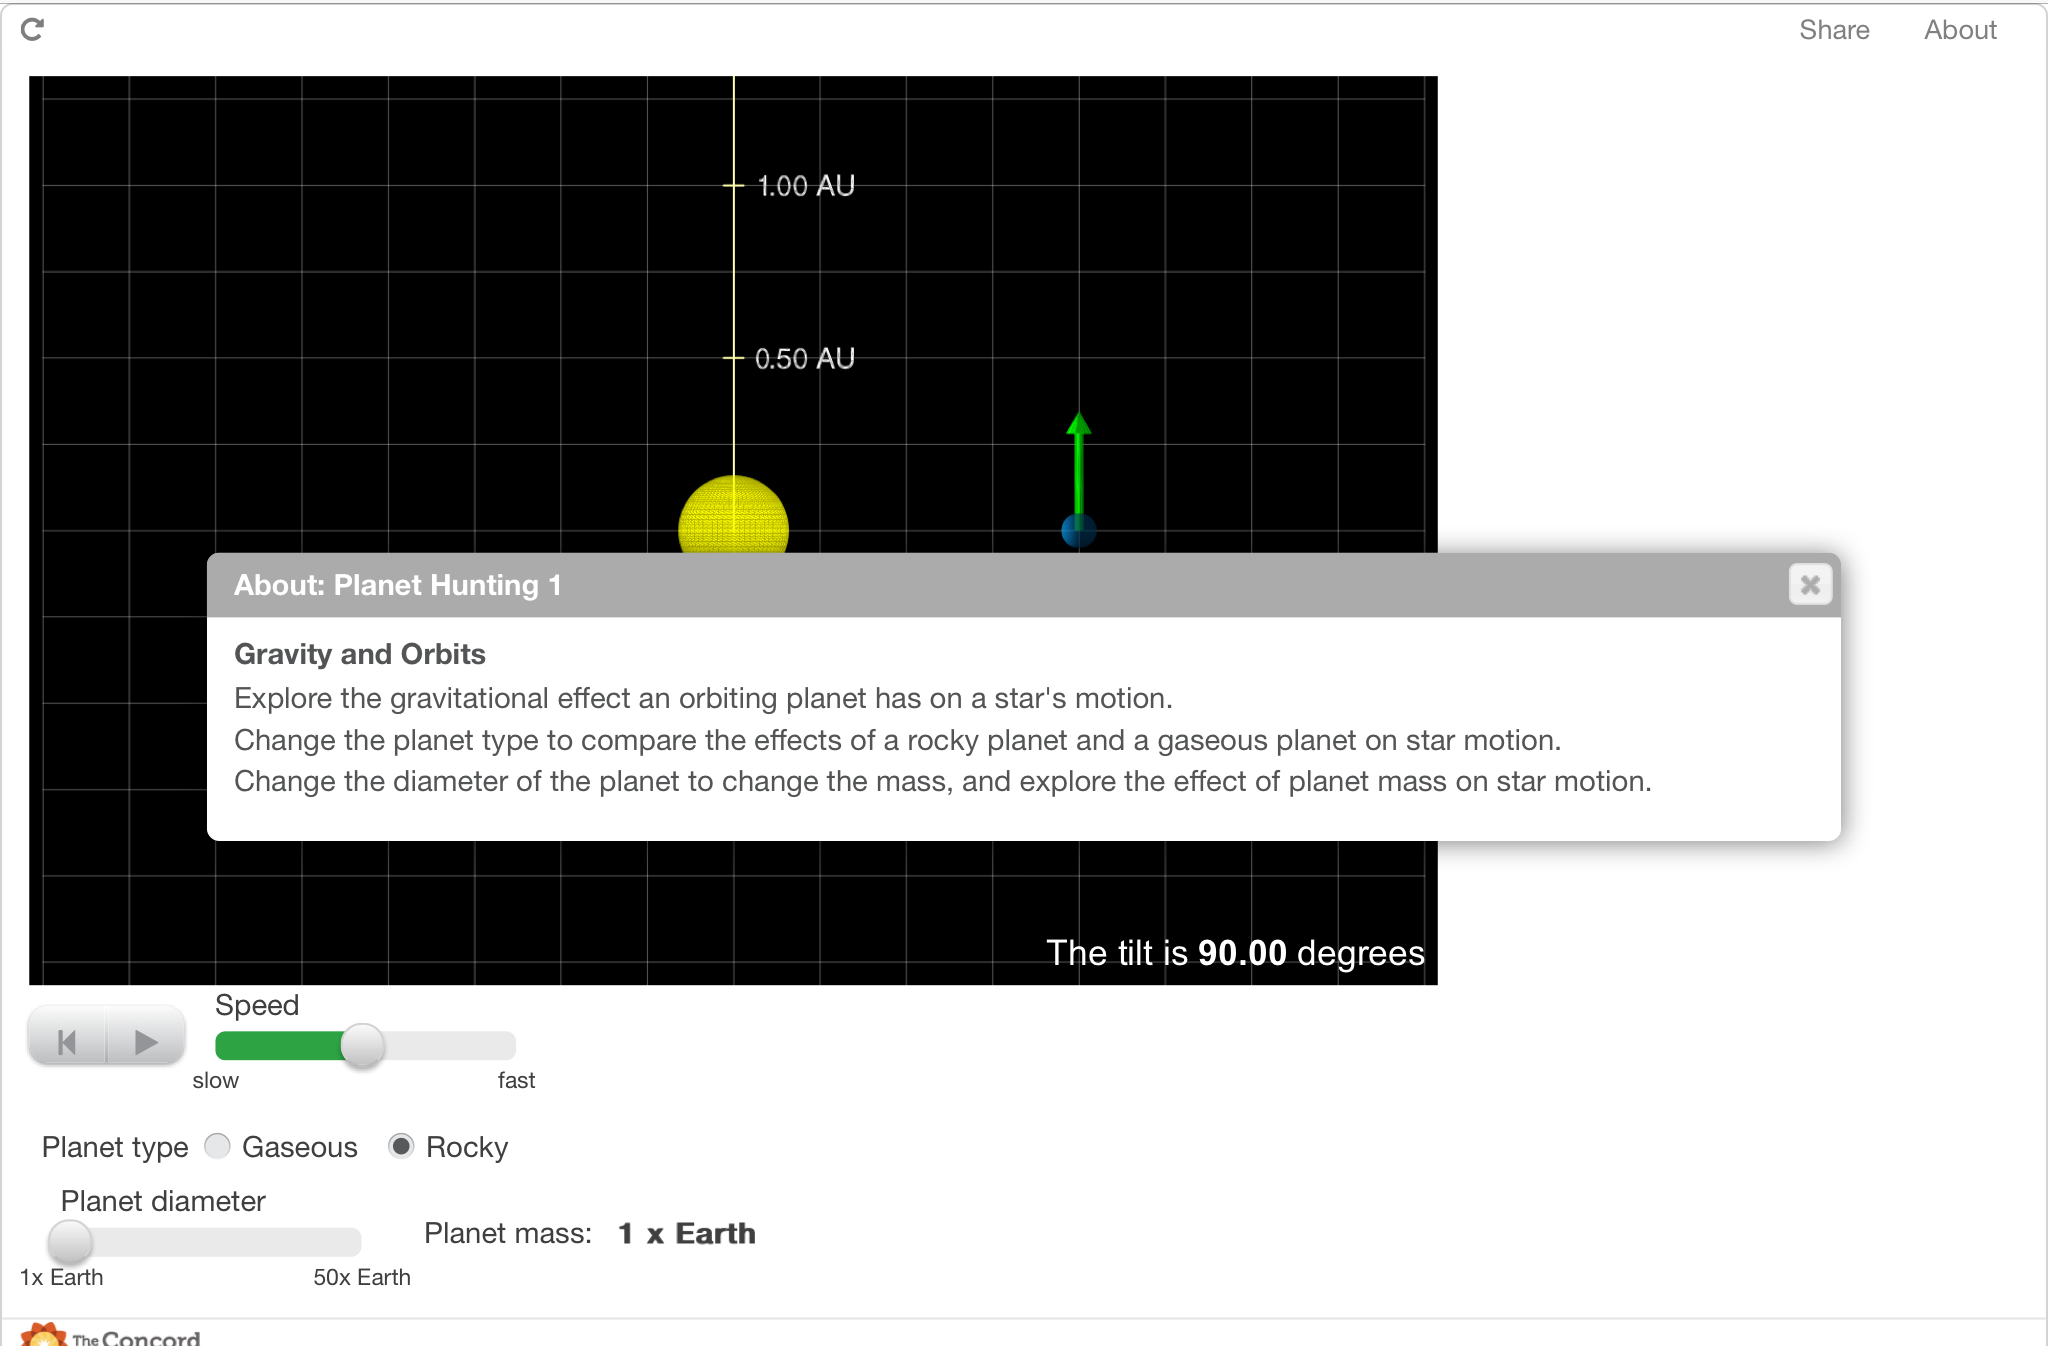 Share About
1.00 AU
0.50 AU
About: Planet Hunting 1
Gravity and Orbits
Explore the gravitational effect an orbiting planet has on a star's motion.
Change the planet type to compare the effects of a rocky planet and a gaseous planet on star motion.
Change the diameter of the planet to change the mass, and explore the effect of planet mass on star motion.
The tilt is 90.00 degrees
Speed
slow fast
Planet type Gaseous Rocky
Planet diameter
Planet mass: 1 x Earth
1x Earth 50x Earth
The Concord